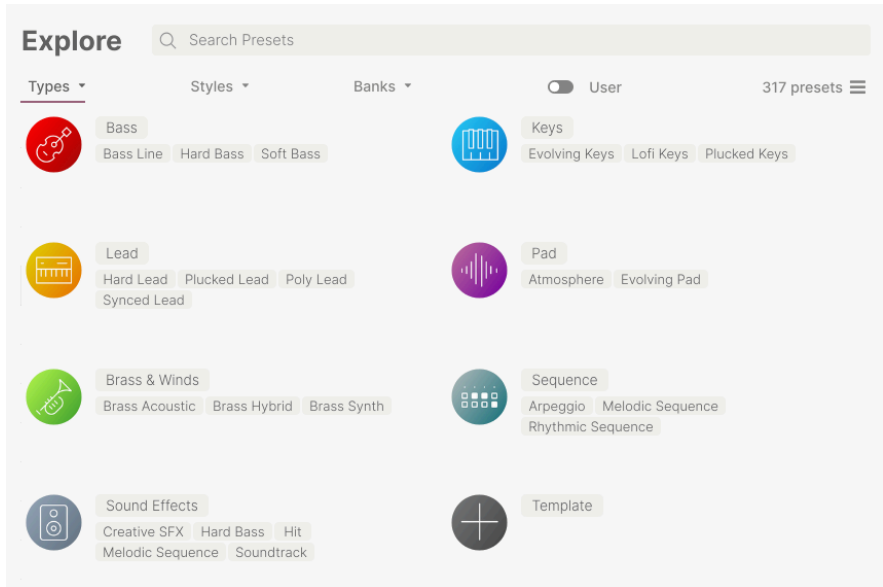 Explore
Search Presets
Types
Styles
Banks
User
317 presets
Bass
Bass Line Hard Bass Soft Bass
Keys
Evolving Keys Lofi Keys Plucked Keys
Lead
Hard Lead Plucked Lead Poly Lead
Synced Lead
Pad
Atmosphere Evolving Pad
Brass & Winds
Brass Acoustic Brass Hybrid Brass Synth
Sequence
Arpeggio Melodic Sequence
Rhythmic Sequence
Sound Effects
Creative SFX Hard Bass Hit
Melodic Sequence Soundtrack
Template